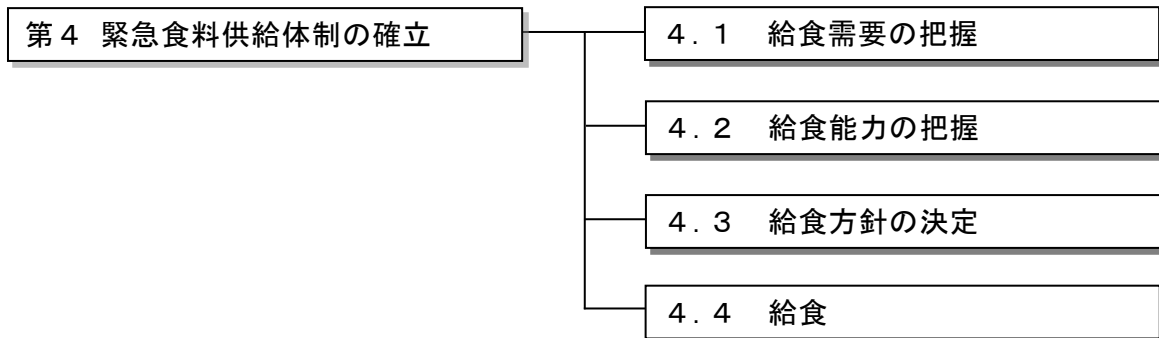 第4 緊急食料供給体制の確立
4.1 給食需要の把握
4.2 給食能力の把握
4.3 給食方針の決定
4.4 給食